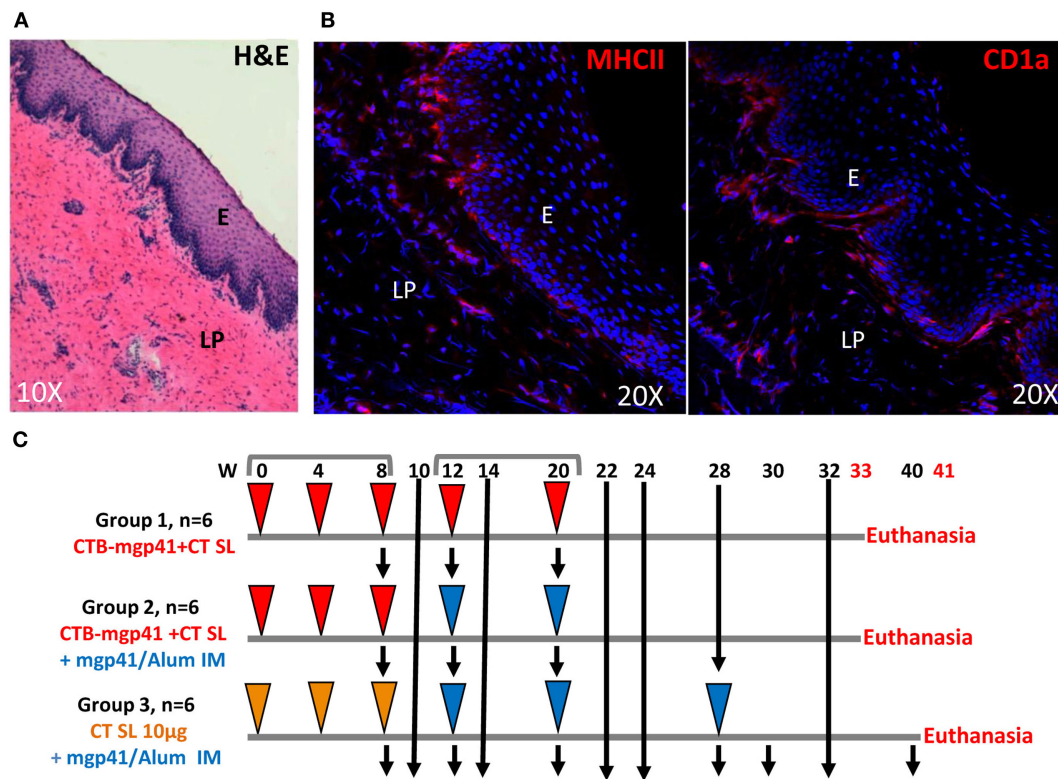 A
H&E
E
LP
10X
B
MHCII
E
LP
20X
CD1a
E
LP
20X
C
W 0 4 8 10 12 14 20 22 24 28 30 32 33 40 41
Group 1, n=6
CTB-mgp41+CT SL
Euthanasia
Group 2, n=6
CTB-mgp41 +CT SL
+ mgp41/Alum IM
Euthanasia
Group 3, n=6
CT SL 10µg
+ mgp41/Alum IM
Euthanasia